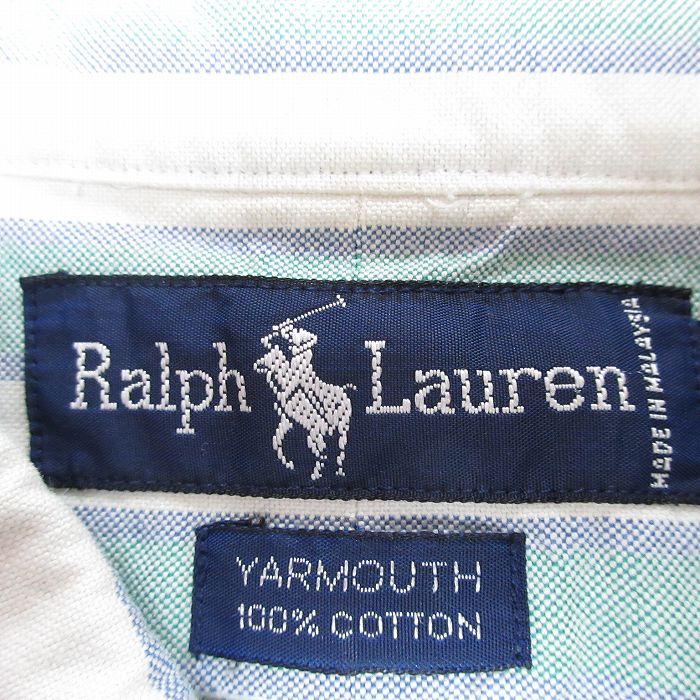 Ralph Lauren
MADE IN MALAYSIA
YARMOUTH
100% COTTON